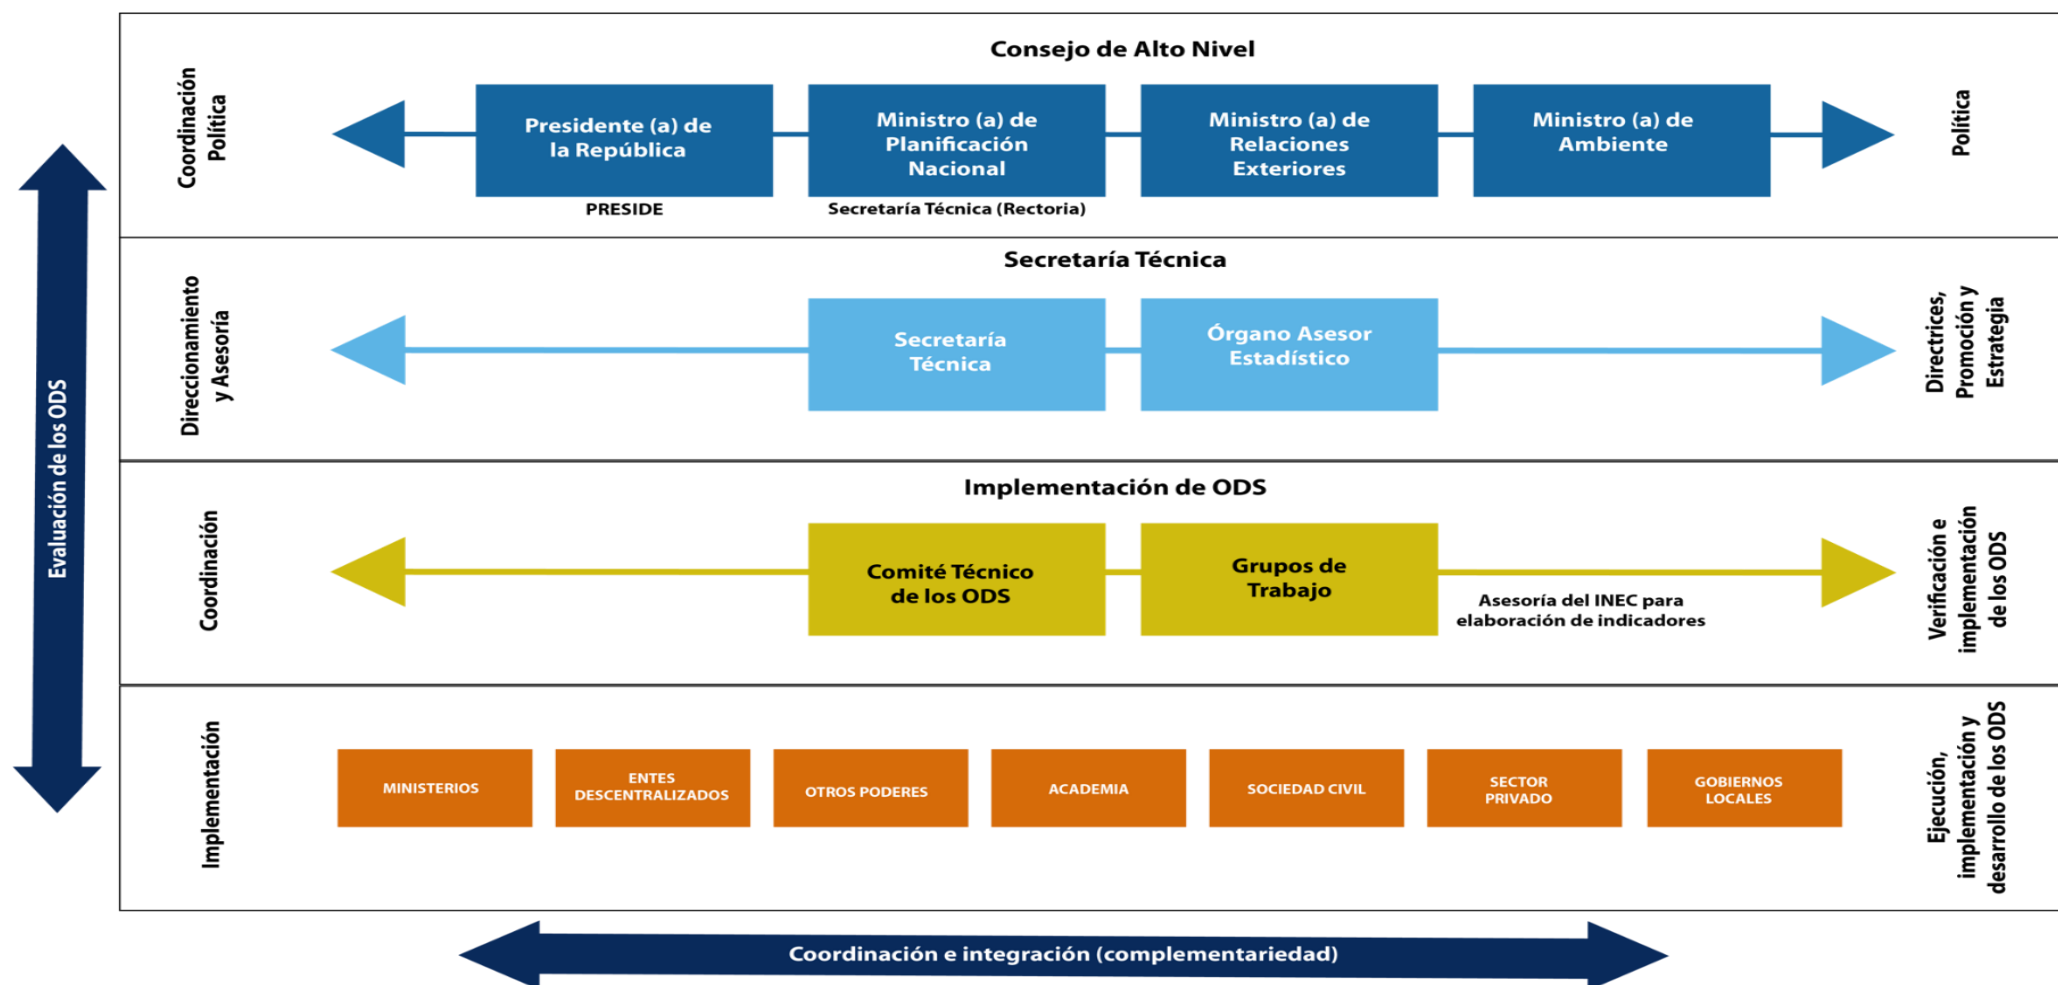 Consejo de Alto Nivel
Coordinación
Política
Presidente (a) de
la República
Ministro (a) de
Planificación
Nacional
Ministro (a) de
Relaciones
Exteriores
Ministro (a) de
Ambiente
Política
PRESIDE
Secretaría Técnica (Rectoria)
Secretaría Técnica
Direccionamiento
y Asesoría
Secretaría
Técnica
Órgano Asesor
Estadístico
Directrices,
Promoción y
Estrategia
Evaluación de los ODS
Implementación de ODS
Coordinación
Comité Técnico
de los ODS
Grupos de
Trabajo
Asesoría del INEC para
elaboración de indicadores
Verificación e
implementación
de los ODS
Implementación
MINISTERIOS
ENTES
DESCENTRALIZADOS
OTROS PODERES
ACADEMIA
SOCIEDAD CIVIL
SECTOR
PRIVADO
GOBIERNOS
LOCALES
Ejecución,
implementación y
desarrollo de los ODS
Coordinación e integración (complementariedad)